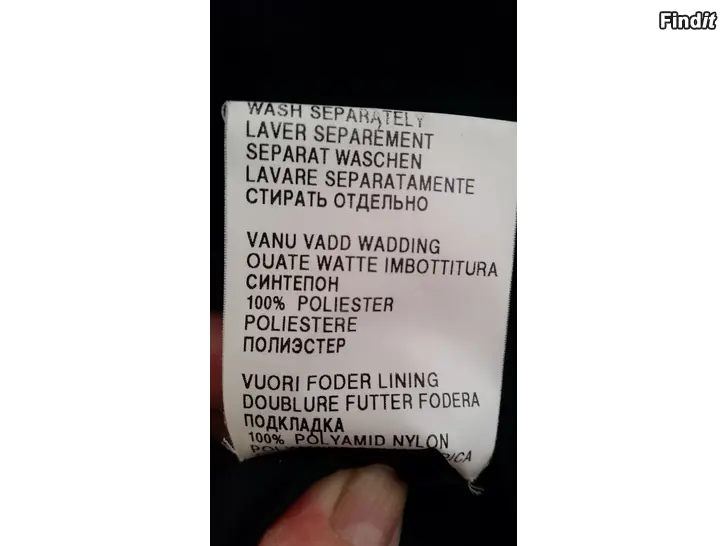 Findit
WASH SEPARATELY
LAVER SEPARÉMENT
SEPARAT WASCHEN
LAVARE SEPARATAMENTE
СТИРАТЬ ОТДЕЛЬНО
VANU VADD WADDING
OUATE WATTE IMBOTTITURA
СИНТЕПОН
100% POLIESTER
POLIESTERE
ПОЛИЭСТЕР
VUORI FODER LINING
DOUBLURE FUTTER FODERA
ПОДКЛАДКА
100% POLYAMID NYLON